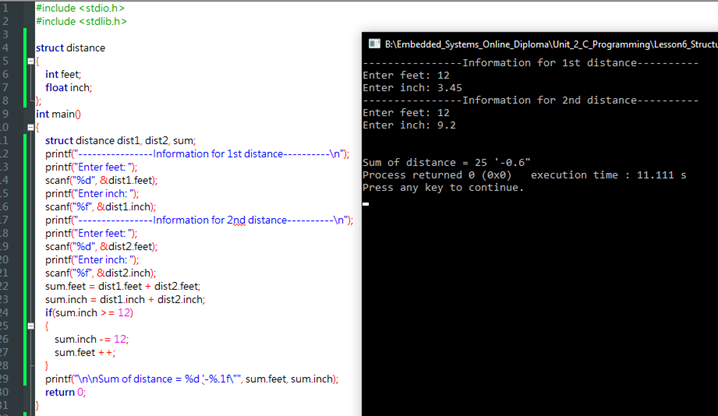 1 #include <stdio.h>
2 #include <stdlib.h>
3
4 struct distance
5 {
6 int feet;
7 float inch;
8 };
9 int main()
10 {
11 struct distance dist1, dist2, sum;
12 printf("----------------Information for 1st distance----------\n");
13 printf("Enter feet: ");
14 scanf("%d", &dist1.feet);
15 printf("Enter inch: ");
16 scanf("%f", &dist1.inch);
17 printf("----------------Information for 2nd distance----------\n");
18 printf("Enter feet: ");
19 scanf("%d", &dist2.feet);
20 printf("Enter inch: ");
21 scanf("%f", &dist2.inch);
22 sum.feet = dist1.feet + dist2.feet;
23 sum.inch = dist1.inch + dist2.inch;
24 if(sum.inch >= 12)
25 {
26 sum.inch -= 12;
27 sum.feet ++;
28 }
29 printf("\n\nSum of distance = %d '-%.1f\"", sum.feet, sum.inch);
30 return 0;
31 }
B:\Embedded_Systems_Online_Diploma\Unit_2_C_Programming\Lesson6_Structu
----------------Information for 1st distance----------
Enter feet: 12
Enter inch: 3.45
----------------Information for 2nd distance----------
Enter feet: 12
Enter inch: 9.2
Sum of distance = 25 '-0.6"
Process returned 0 (0x0) execution time : 11.111 s
Press any key to continue.